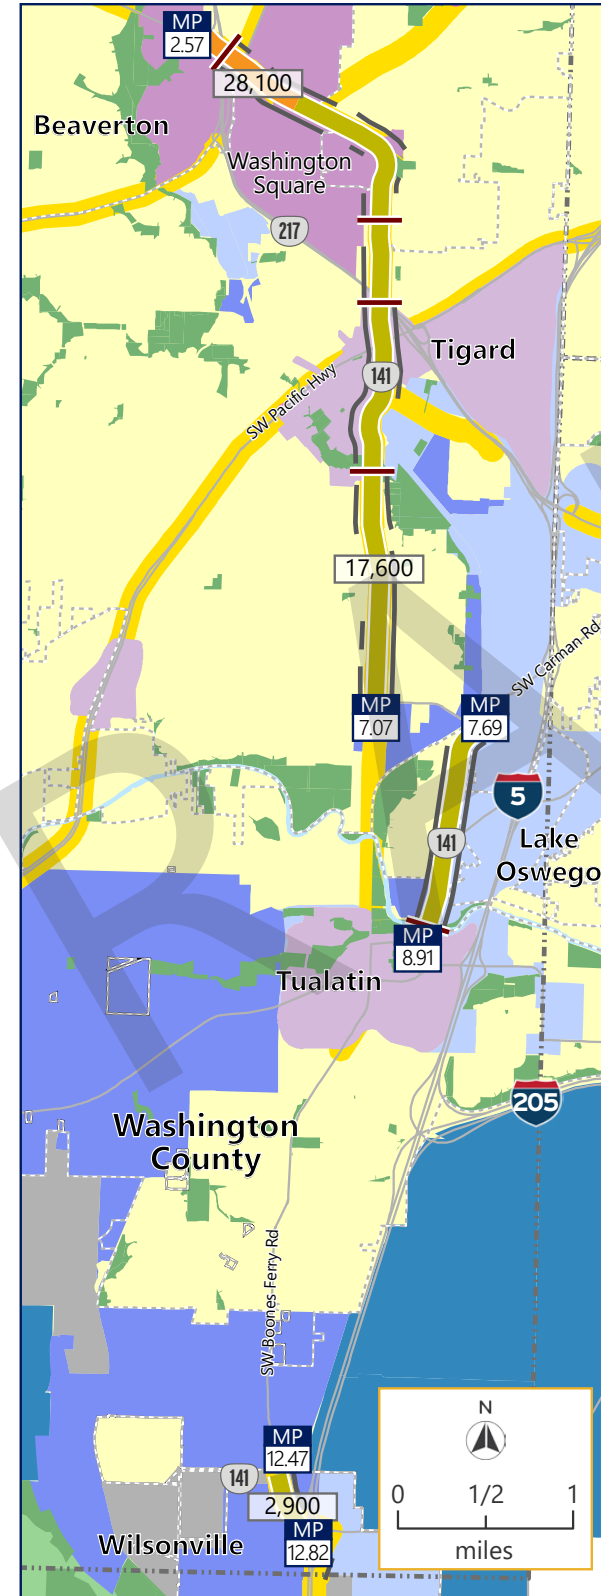 MP
2.57
28,100
Beaverton
Washington
Square
217
Tigard
141
SW Pacific Hwy
17,600
SW Carman Rd
MP
7.07
MP
7.69
5
141
Lake
Oswego
MP
8.91
Tualatin
205
Washington
County
SW Boones Ferry Rd
MP
12.47
141
2,900
MP
12.82
Wilsonville
N
0 1/2 1
miles